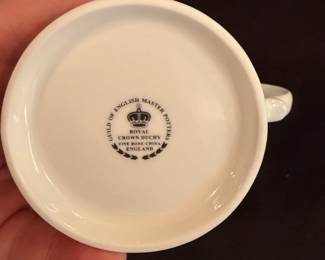 GUILD OF ENGLISH MASTER POTTERS
ROYAL
CROWN DUCHY
FINE BONE CHINA
ENGLAND